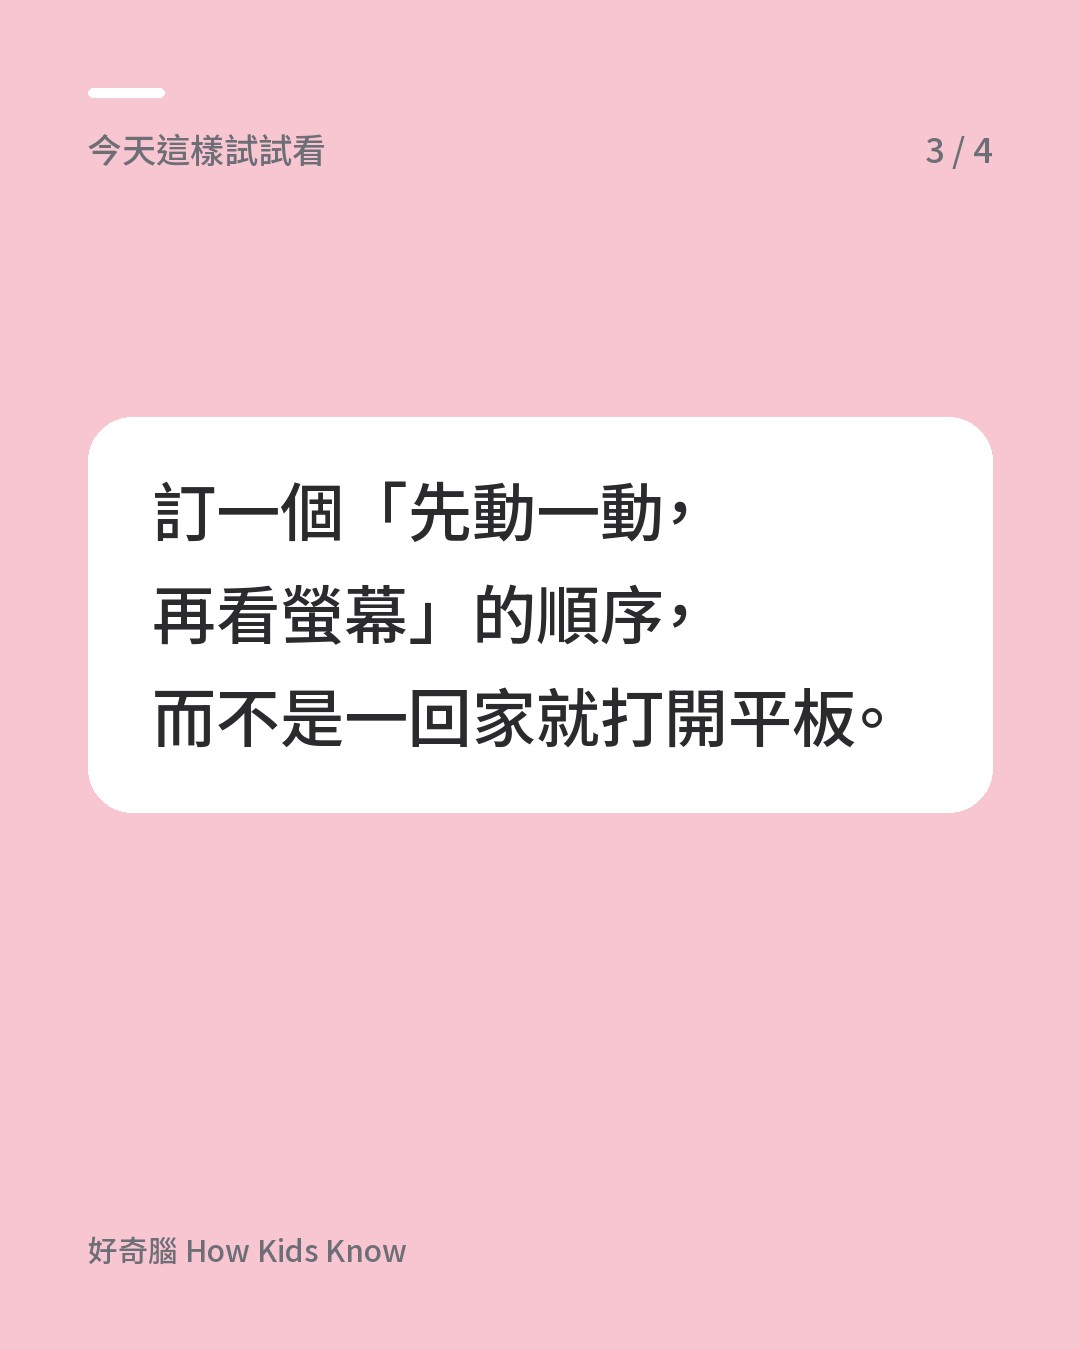 今天這樣試試看
3 / 4
訂一個「先動一動，
再看螢幕」的順序，
而不是一回家就打開平板。
好奇腦 How Kids Know